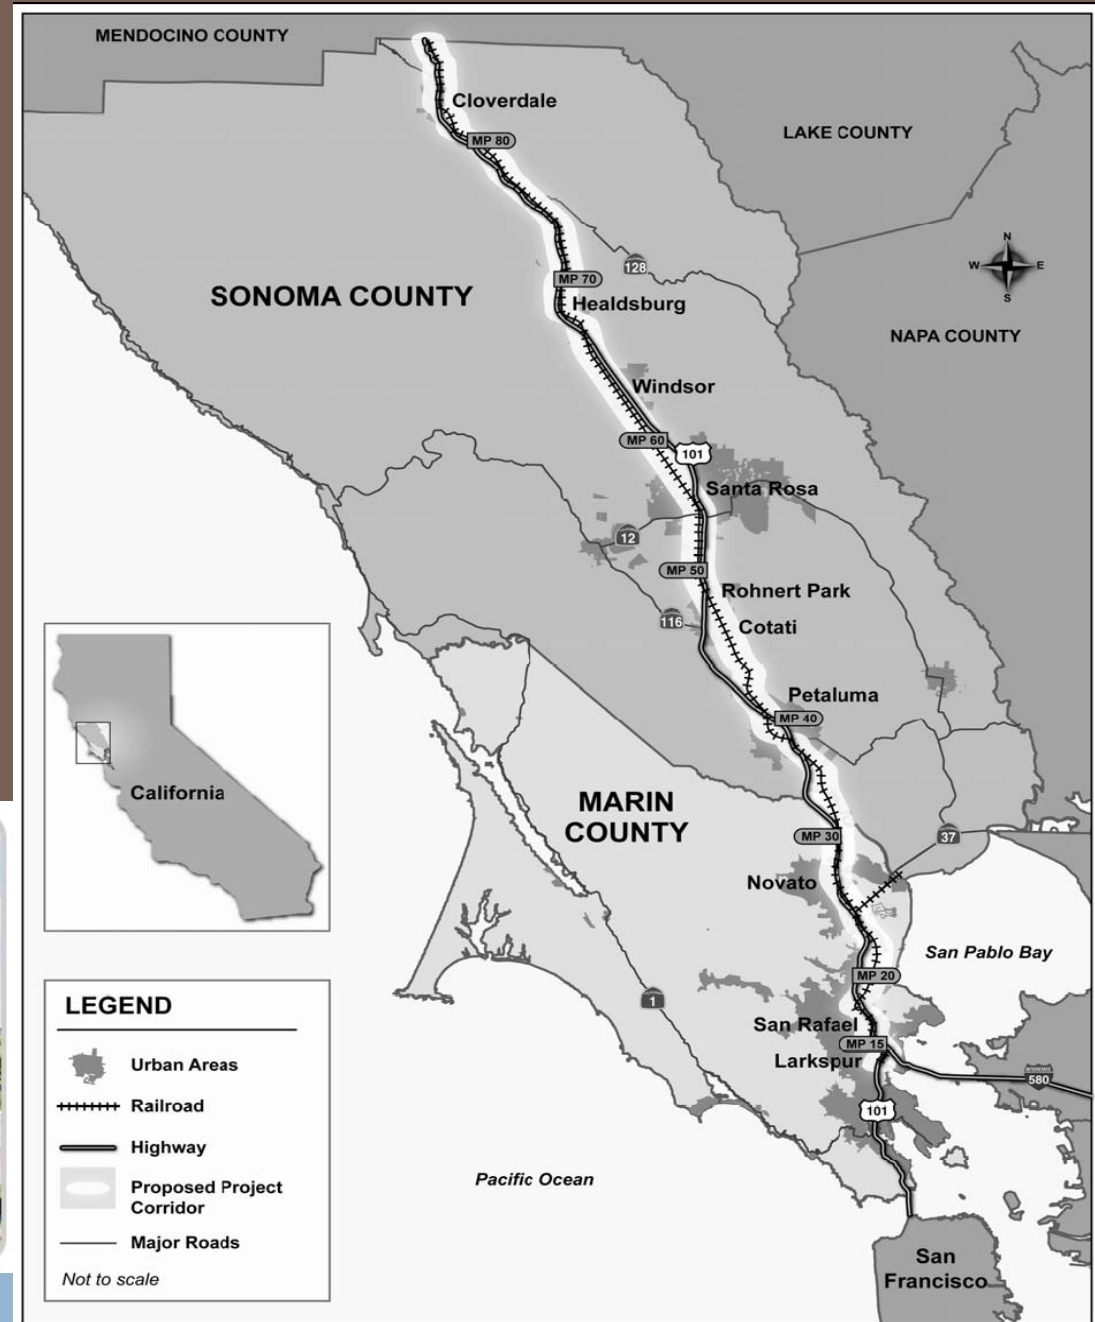 MENDOCINO COUNTY
Cloverdale
LAKE COUNTY
MP 80
N
W
E
S
128
MP 70
SONOMA COUNTY
Healdsburg
NAPA COUNTY
Windsor
MP 60
101
Santa Rosa
12
MP 50
Rohnert Park
116
Cotati
Petaluma
MP 40
California
MARIN
COUNTY
MP 30
37
Novato
San Pablo Bay
MP 20
1
San Rafael
MP 15
Larkspur
INTERSTATE
580
101
Pacific Ocean
San
Francisco
LEGEND
Urban Areas
Railroad
Highway
Proposed Project
Corridor
Major Roads
Not to scale